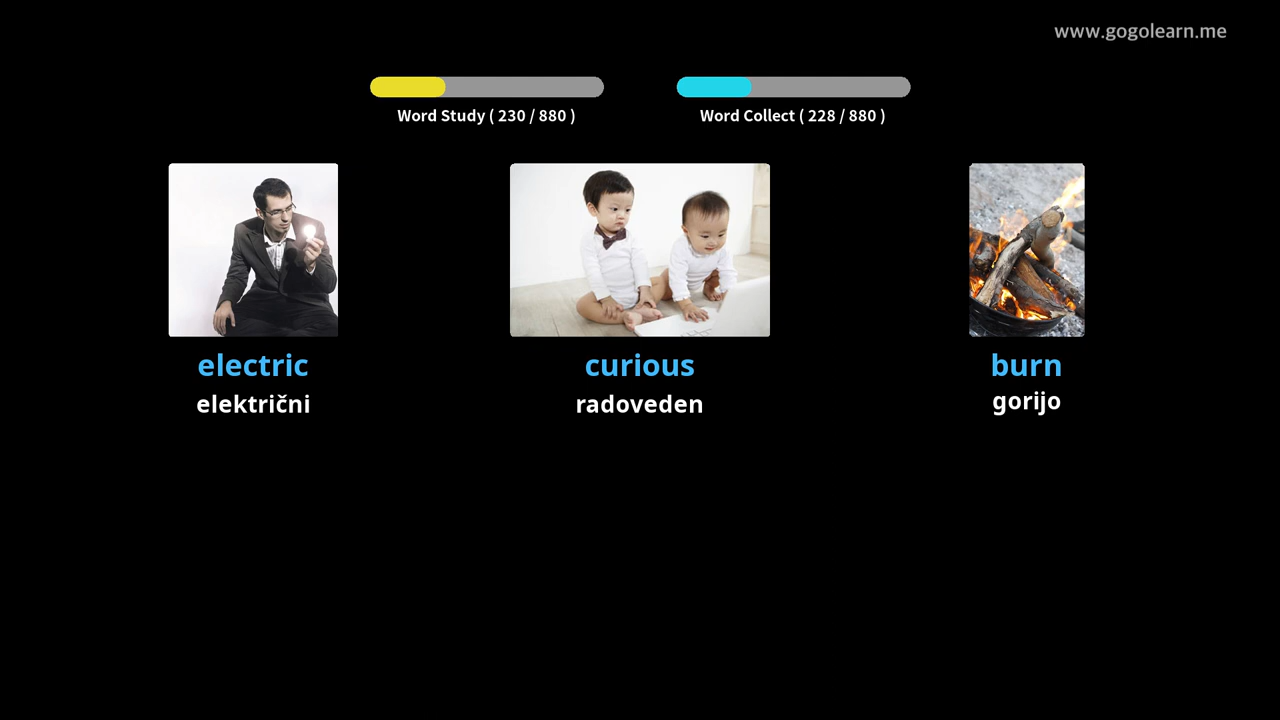 www.gogolearn.me
Word Study ( 230 / 880 )
Word Collect ( 228 / 880 )
electric
električni
curious
radoveden
burn
gorijo